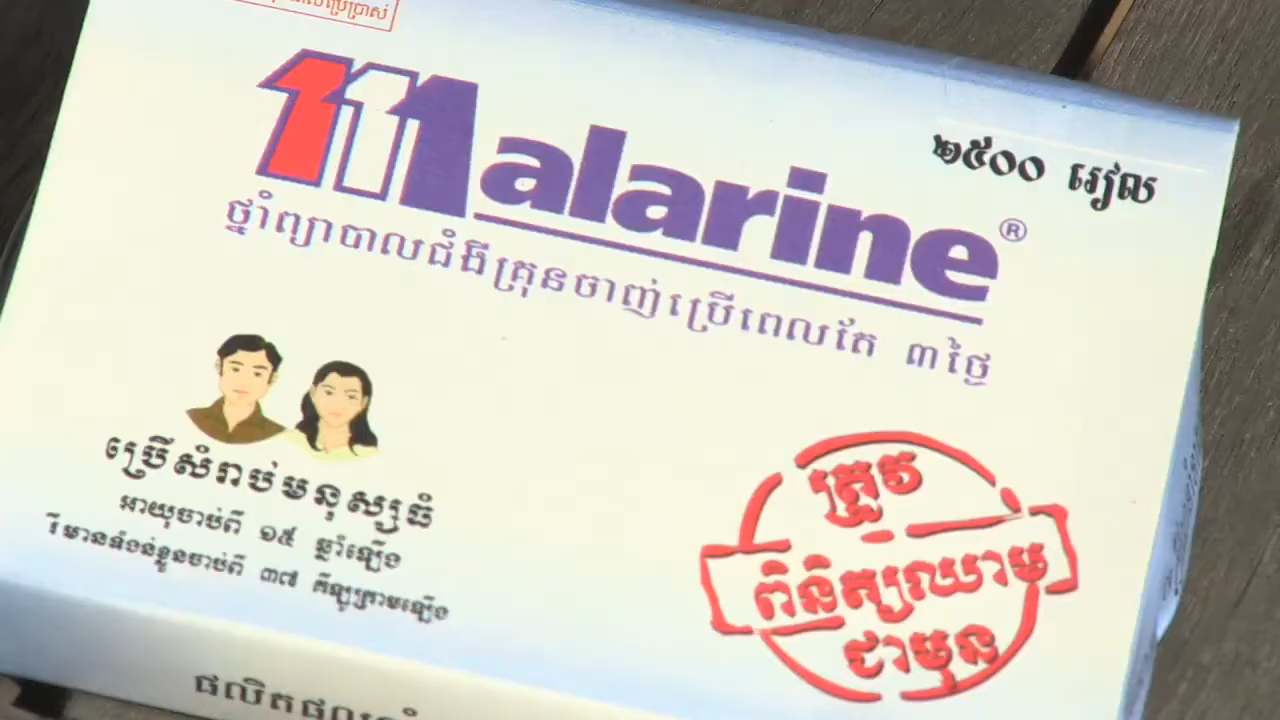 Malarine®
២៥០០ រៀល
ថ្នាំព្យាបាលជំងឺគ្រុនចាញ់ប្រើពេលតែ ៣ថ្ងៃ
ប្រើសំរាប់មនុស្សធំ
អាយុចាប់ពី ១៥ ឆ្នាំឡើង
រឺមានទំងន់ខ្លួនចាប់ពី ៣៧ គីឡូក្រាមឡើង
ត្រូវ
ពិនិត្យឈាម
ជាមុន